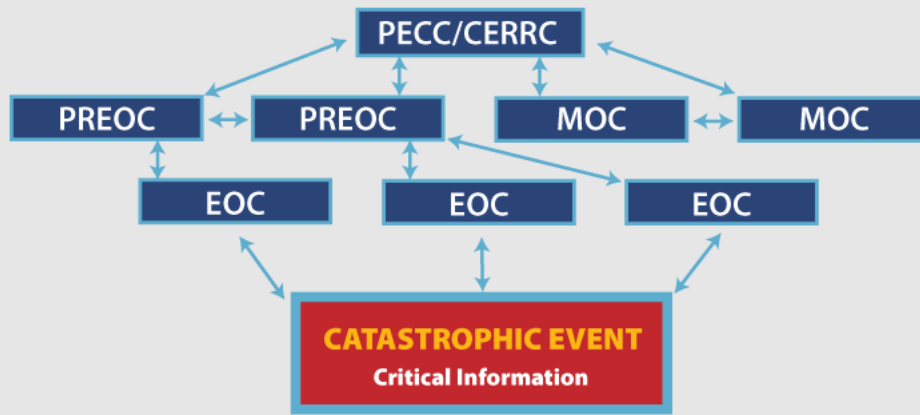 PECC/CERRC
PREOC
PREOC
MOC
MOC
EOC
EOC
EOC
CATASTROPHIC EVENT
Critical Information